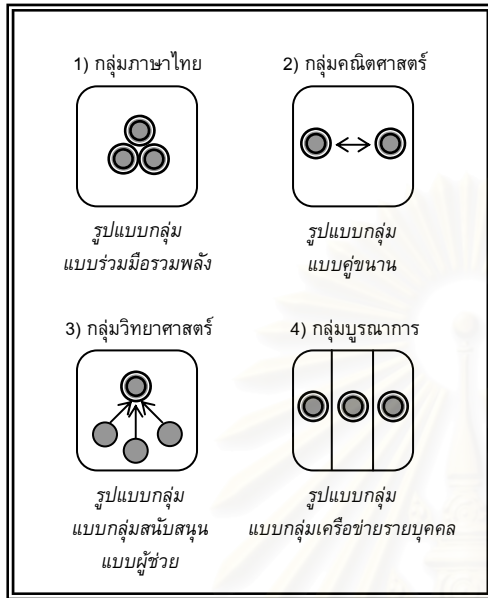 1) กลุ่มภาษาไทย
รูปแบบกลุ่ม
แบบร่วมมือรวมพลัง
2) กลุ่มคณิตศาสตร์
รูปแบบกลุ่ม
แบบคู่ขนาน
3) กลุ่มวิทยาศาสตร์
รูปแบบกลุ่ม
แบบกลุ่มสนับสนุน
แบบผู้ช่วย
4) กลุ่มบูรณาการ
รูปแบบกลุ่ม
แบบกลุ่มเครือข่ายรายบุคคล